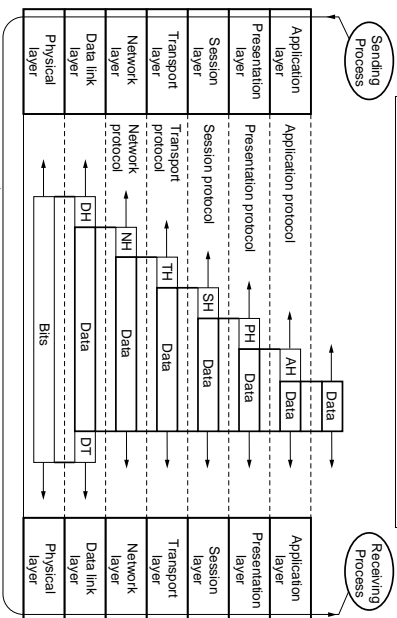 Sending
Process
Receiving
Process
Application
layer
Presentation
layer
Session
layer
Transport
layer
Network
layer
Data link
layer
Physical
layer
Application protocol
Presentation protocol
Session protocol
Transport
protocol
Network
protocol
Data
AH
Data
PH
Data
SH
Data
TH
Data
NH
Data
DH
Data
DT
Bits
Application
layer
Presentation
layer
Session
layer
Transport
layer
Network
layer
Data link
layer
Physical
layer